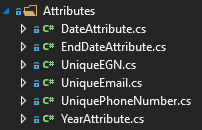 Attributes
C# DateAttribute.cs
C# EndDateAttribute.cs
C# UniqueEGN.cs
C# UniqueEmail.cs
C# UniquePhoneNumber.cs
C# YearAttribute.cs